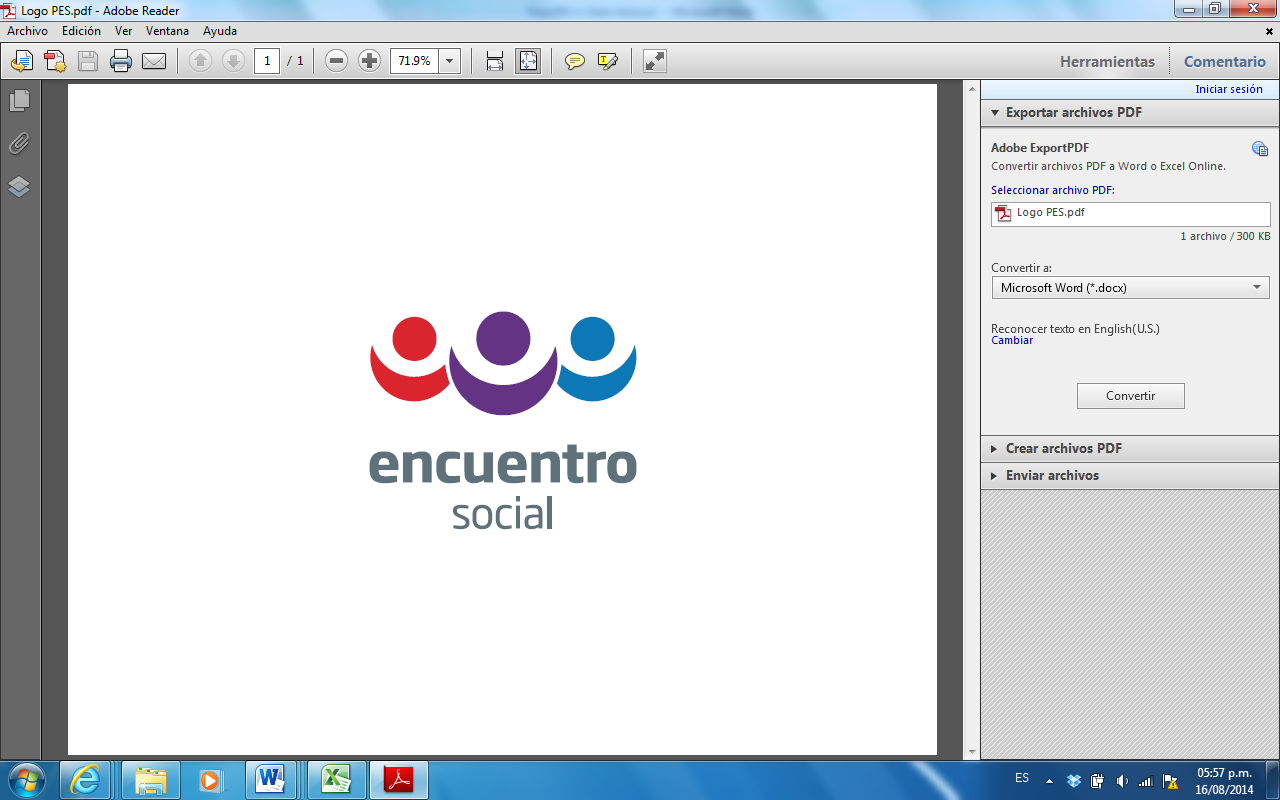 Logo PES.pdf - Adobe Reader
Archivo Edición Ver Ventana Ayuda
1 / 1 71.9% Herramientas Comentario
Iniciar sesión
Exportar archivos PDF
Adobe ExportPDF
Convertir archivos PDF a Word o Excel Online.
Seleccionar archivo PDF:
Logo PES.pdf
1 archivo / 300 KB
Convertir a:
Microsoft Word (*.docx)
Reconocer texto en English(U.S.)
Cambiar
Convertir
Crear archivos PDF
Enviar archivos
encuentro
social
ES
05:57 p.m.
16/08/2014